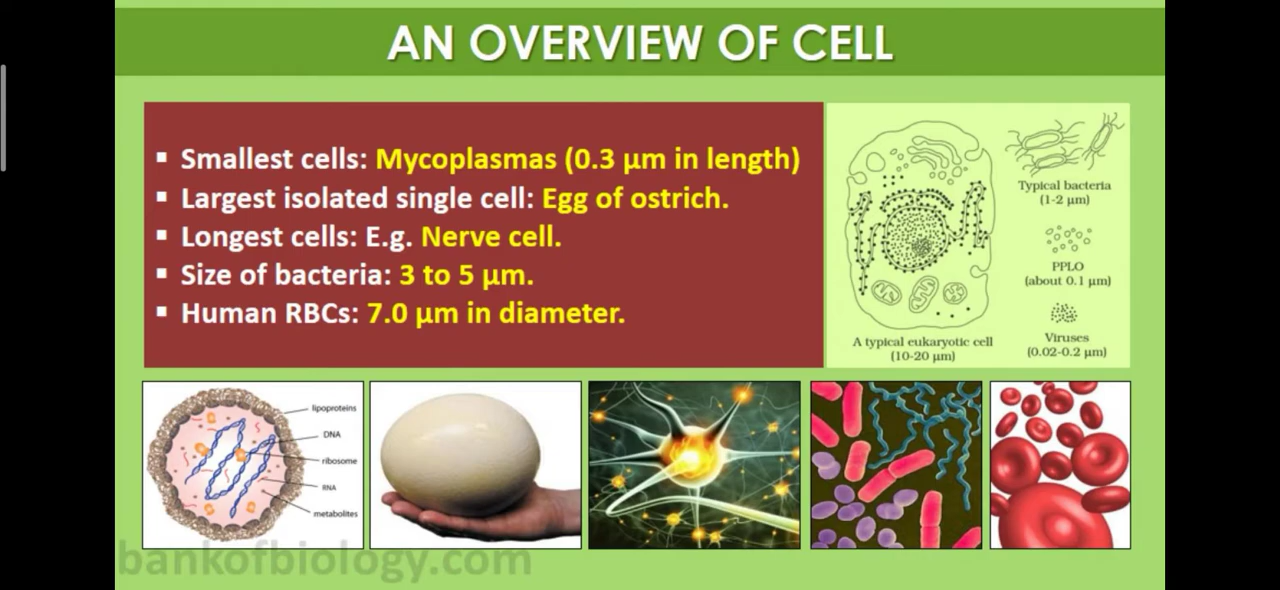 AN OVERVIEW OF CELL
▪ Smallest cells: Mycoplasmas (0.3 µm in length)
▪ Largest isolated single cell: Egg of ostrich.
▪ Longest cells: E.g. Nerve cell.
▪ Size of bacteria: 3 to 5 µm.
▪ Human RBCs: 7.0 µm in diameter.
A typical eukaryotic cell
(10-20 µm)
Typical bacteria
(1-2 µm)
PPLO
(about 0.1 µm)
Viruses
(0.02-0.2 µm)
lipoproteins
DNA
ribosome
RNA
metabolites
bankofbiology.com